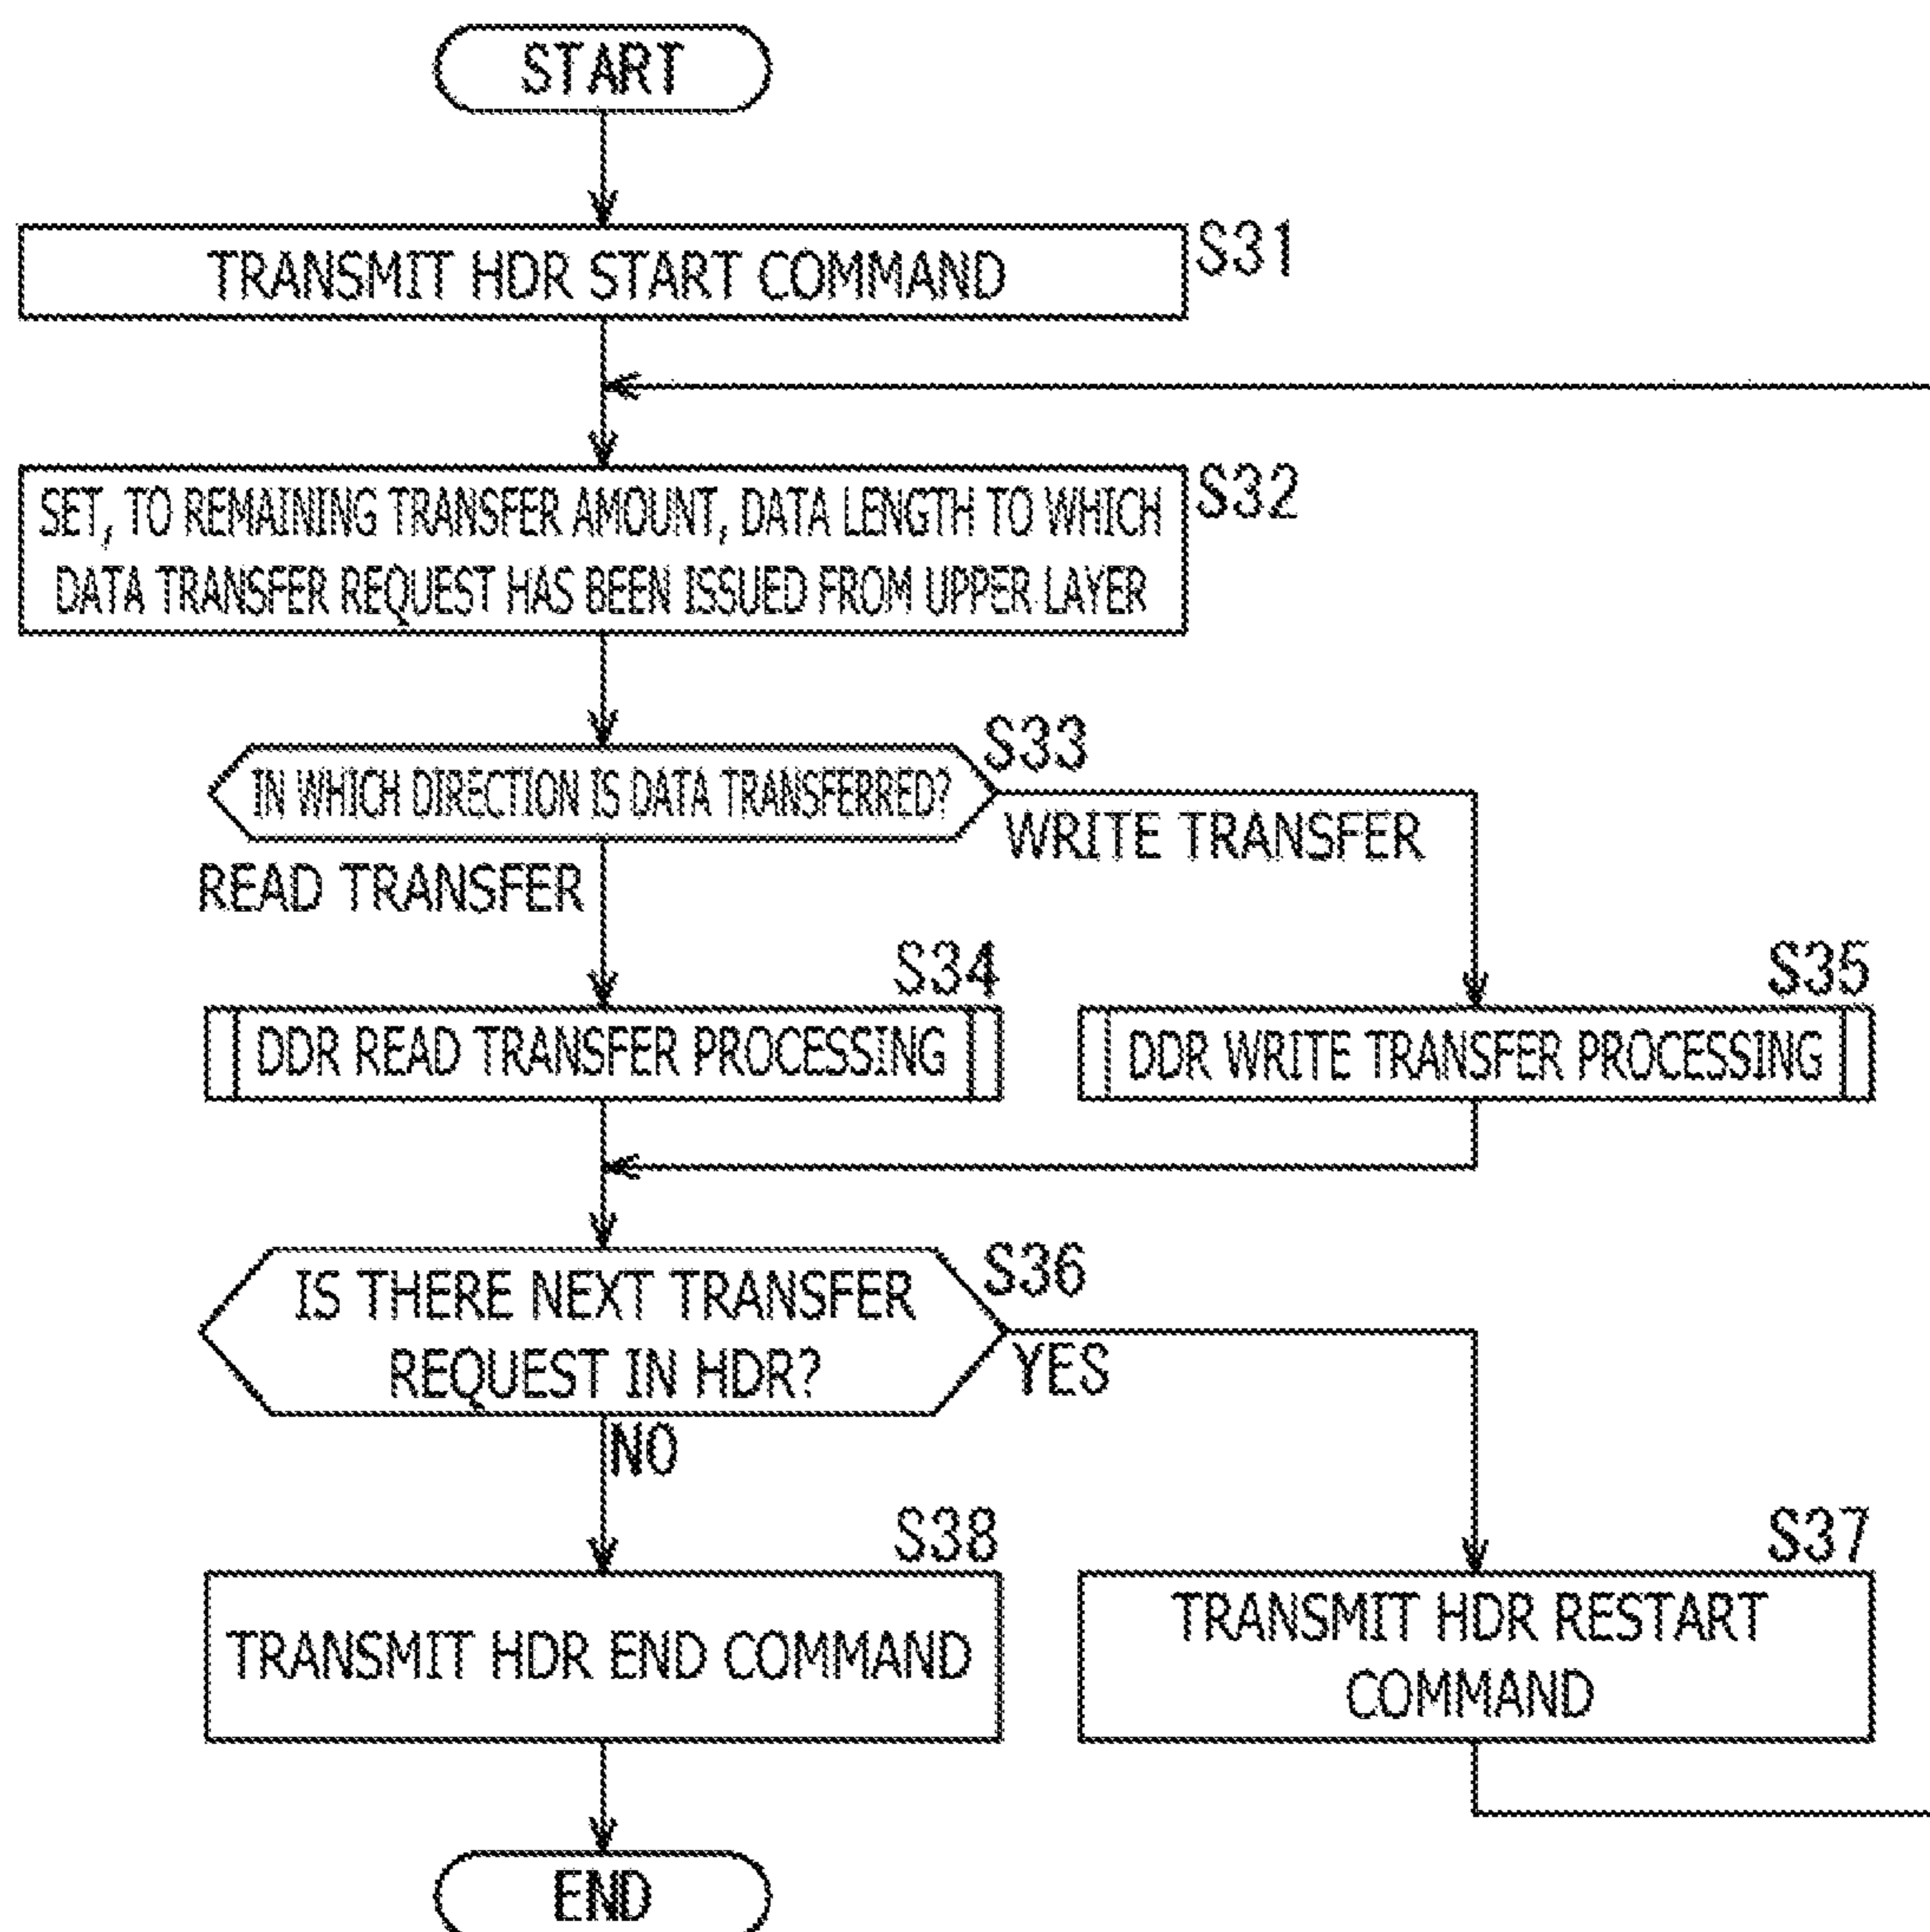 START
TRANSMIT HDR START COMMAND
S31
SET, TO REMAINING TRANSFER AMOUNT, DATA LENGTH TO WHICH
DATA TRANSFER REQUEST HAS BEEN ISSUED FROM UPPER LAYER
S32
IN WHICH DIRECTION IS DATA TRANSFERRED?
S33
WRITE TRANSFER
READ TRANSFER
S34
DDR READ TRANSFER PROCESSING
S35
DDR WRITE TRANSFER PROCESSING
IS THERE NEXT TRANSFER
REQUEST IN HDR?
S36
YES
NO
S38
TRANSMIT HDR END COMMAND
S37
TRANSMIT HDR RESTART
COMMAND
END